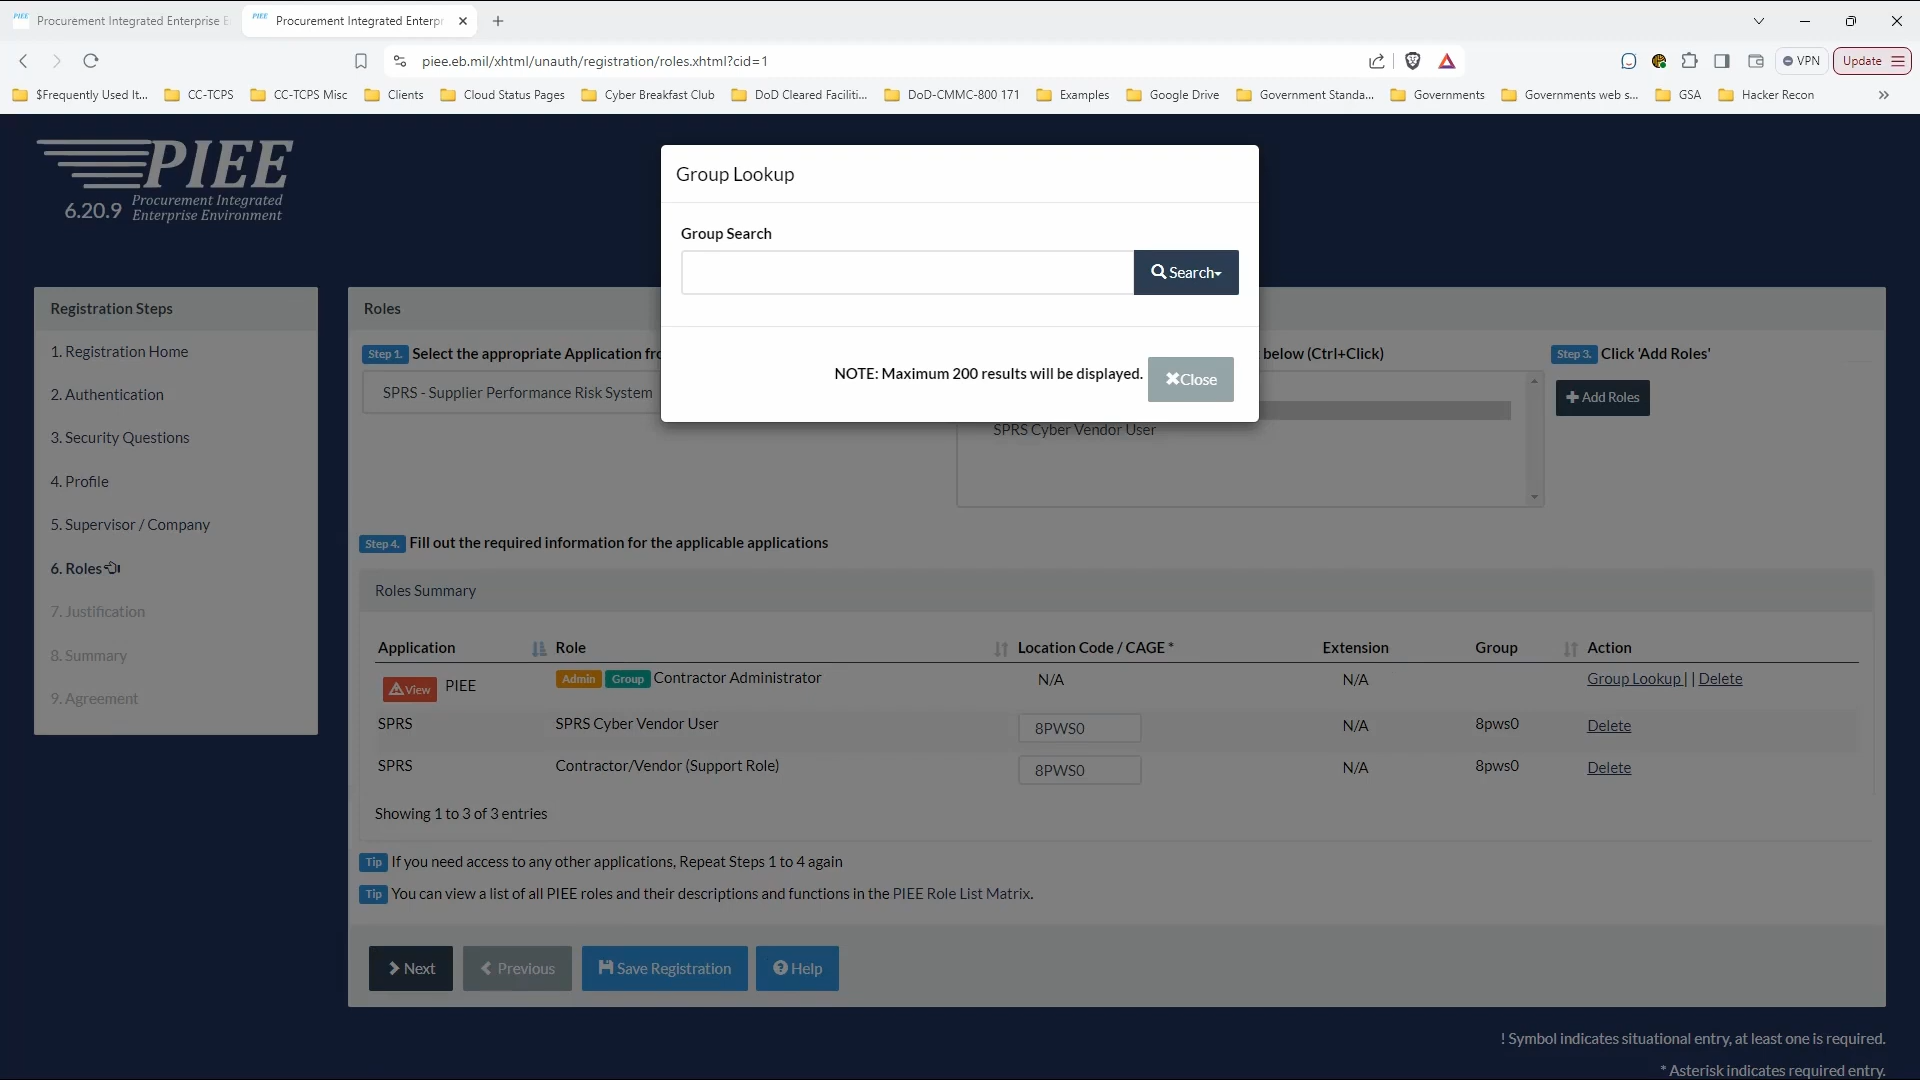 PIEE
Procurement Integrated Enterprise E
PIEE
Procurement Integrated Enterpr
piee.eb.mil/xhtml/unauth/registration/roles.xhtml?cid=1
VPN
Update
$Frequently Used It...
CC-TCPS
CC-TCPS Misc
Clients
Cloud Status Pages
Cyber Breakfast Club
DoD Cleared Faciliti...
DoD-CMMC-800 171
Examples
Google Drive
Government Standa...
Governments
Governments web s...
GSA
Hacker Recon
»
PIEE
6.20.9
Procurement Integrated
Enterprise Environment
Group Lookup
Group Search
Search
NOTE: Maximum 200 results will be displayed.
Close
Registration Steps
1. Registration Home
2. Authentication
3. Security Questions
4. Profile
5. Supervisor / Company
6. Roles
7. Justification
8. Summary
9. Agreement
Roles
Step 1. Select the appropriate Application fro
below (Ctrl+Click)
Step 3. Click 'Add Roles'
SPRS - Supplier Performance Risk System
SPRS Cyber Vendor User
Add Roles
Step 4. Fill out the required information for the applicable applications
Roles Summary
Application Role Location Code / CAGE * Extension Group Action
View PIEE Admin Group Contractor Administrator N/A N/A Group Lookup | | Delete
SPRS SPRS Cyber Vendor User 8PWS0 N/A 8pws0 Delete
SPRS Contractor/Vendor (Support Role) 8PWS0 N/A 8pws0 Delete
Showing 1 to 3 of 3 entries
Tip If you need access to any other applications, Repeat Steps 1 to 4 again
Tip You can view a list of all PIEE roles and their descriptions and functions in the PIEE Role List Matrix.
Next
Previous
Save Registration
Help
! Symbol indicates situational entry, at least one is required.
* Asterisk indicates required entry.